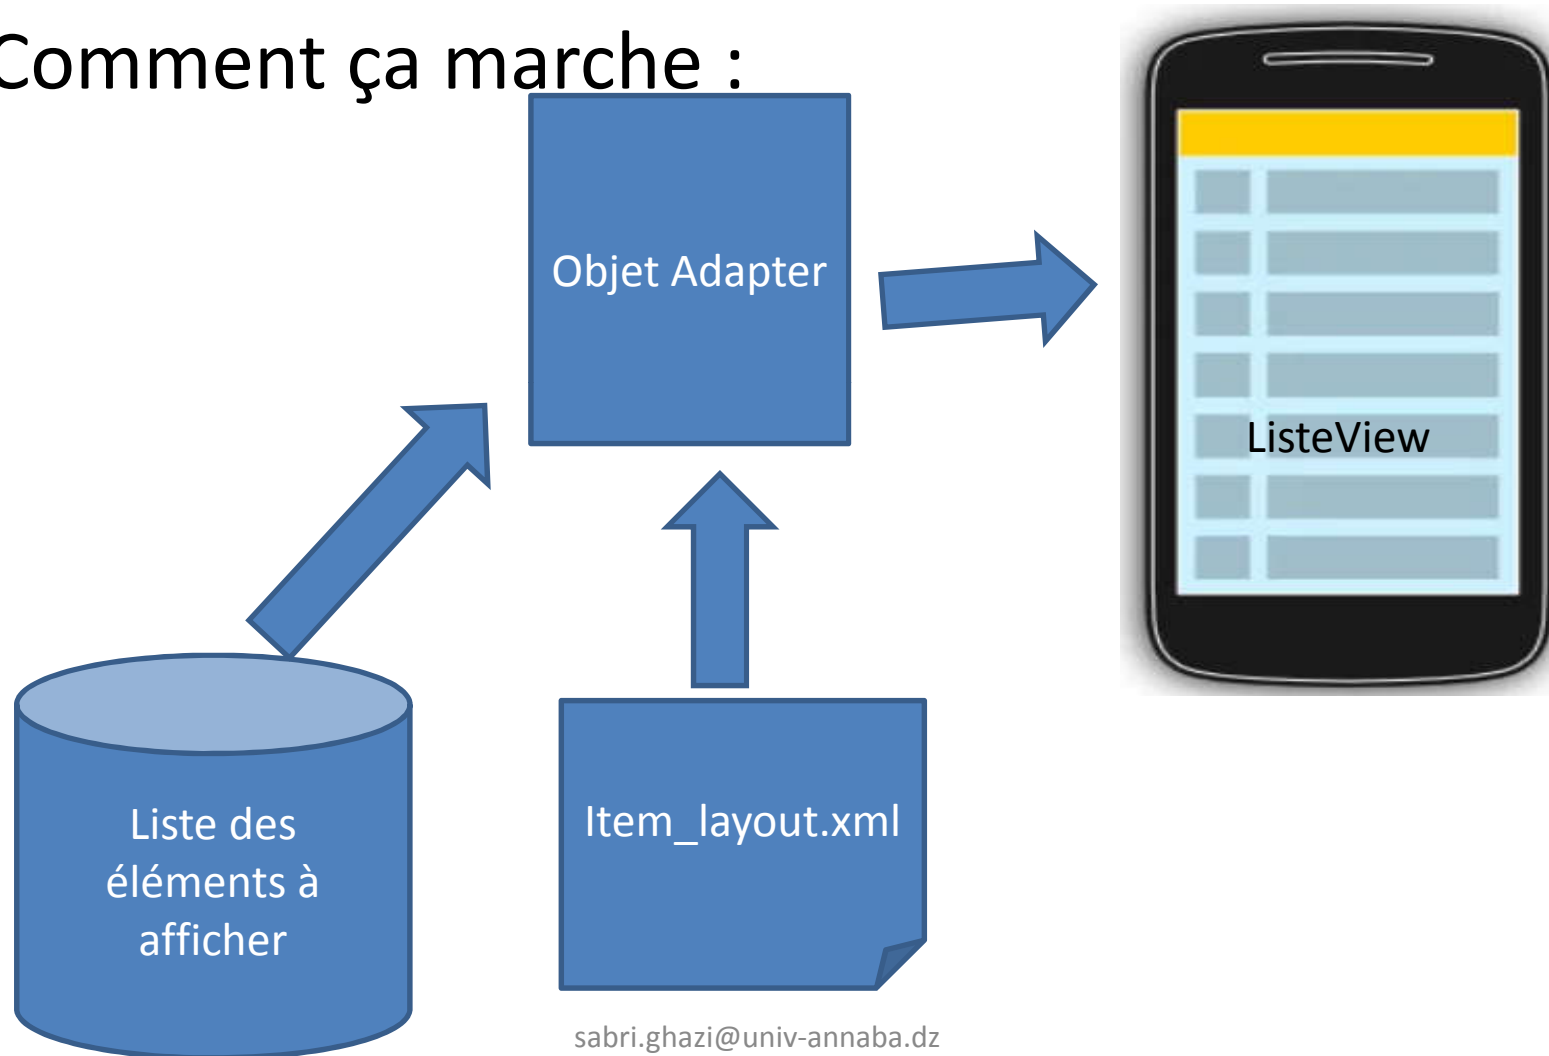 Comment ça marche :
Objet Adapter
ListeView
Liste des
éléments à
afficher
Item_layout.xml
sabri.ghazi@univ-annaba.dz